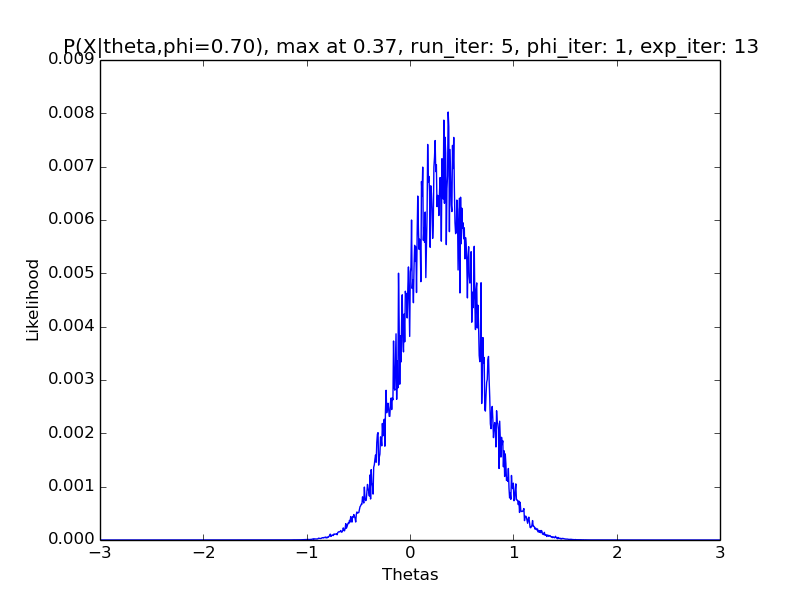 P(X|theta,phi=0.70), max at 0.37, run_iter: 5, phi_iter: 1, exp_iter: 13
0.009
0.008
0.007
0.006
0.005
0.004
0.003
0.002
0.001
0.000
Likelihood
−3 −2 −1 0 1 2 3
Thetas